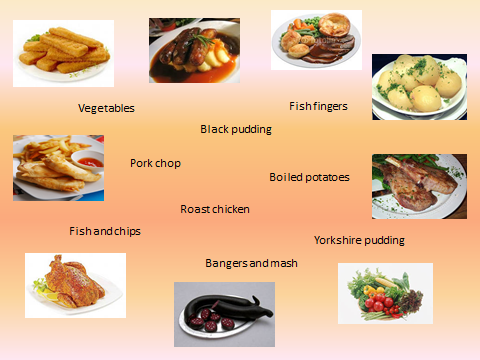 Vegetables
Fish fingers
Black pudding
Pork chop
Boiled potatoes
Roast chicken
Fish and chips
Yorkshire pudding
Bangers and mash